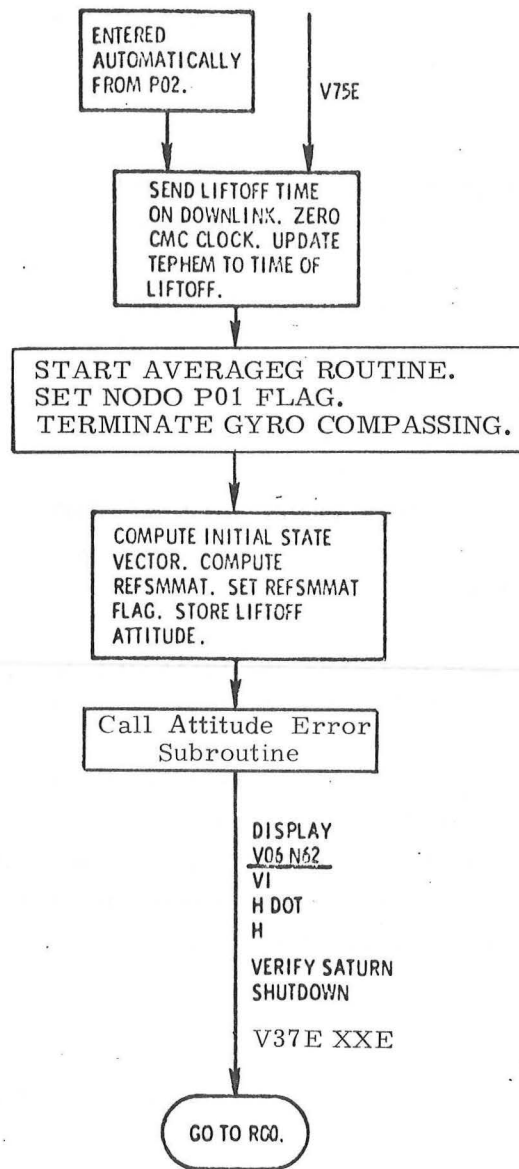 ENTERED
AUTOMATICALLY
FROM P02.
V75E
SEND LIFTOFF TIME
ON DOWNLINK. ZERO
CMC CLOCK. UPDATE
TEPHEM TO TIME OF
LIFTOFF.
START AVERAGEG ROUTINE.
SET NODO P01 FLAG.
TERMINATE GYRO COMPASSING.
COMPUTE INITIAL STATE
VECTOR. COMPUTE
REFSMMAT. SET REFSMMAT
FLAG. STORE LIFTOFF
ATTITUDE.
Call Attitude Error
Subroutine
DISPLAY
V06 N62
VI
H DOT
H
VERIFY SATURN
SHUTDOWN
V37E XXE
GO TO R00.